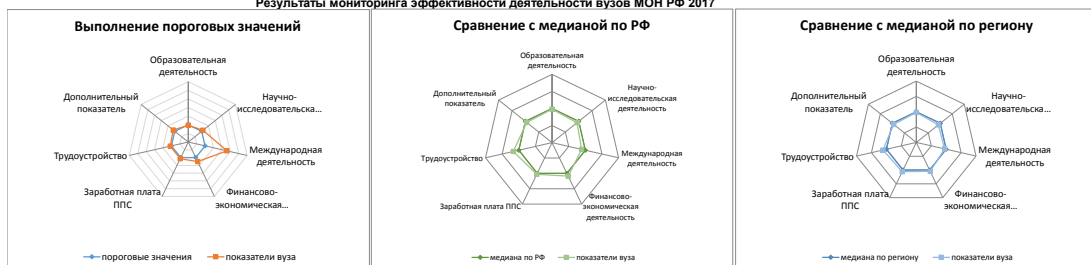 Результаты мониторинга эффективности деятельности вузов МОН РФ 2017
Выполнение пороговых значений
Образовательная
деятельность
Научно-
исследовательска...
Международная
деятельность
Финансово-
экономическая...
Заработная плата
ППС
Трудоустройство
Дополнительный
показатель
пороговые значения
показатели вуза
Сравнение с медианой по РФ
Образовательная
деятельность
Научно-
исследовательская
деятельность
Международная
деятельность
Финансово-
экономическая
деятельность
Заработная плата ППС
Трудоустройство
Дополнительный
показатель
медиана по РФ
показатели вуза
Сравнение с медианой по региону
Образовательная
деятельность
Научно-
исследовательска...
Международная
деятельность
Финансово-
экономическая...
Заработная плата
ППС
Трудоустройство
Дополнительный
показатель
медиана по региону
показатели вуза